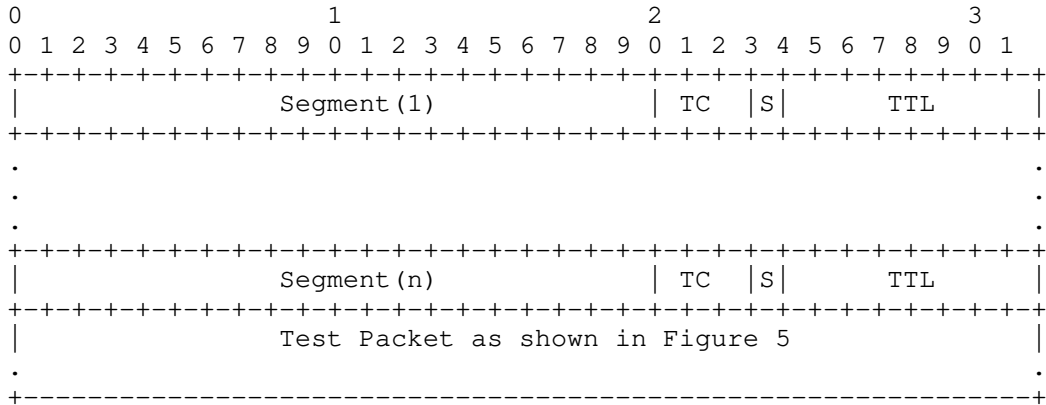 0                   1                   2                   3
0 1 2 3 4 5 6 7 8 9 0 1 2 3 4 5 6 7 8 9 0 1 2 3 4 5 6 7 8 9 0 1
+-+-+-+-+-+-+-+-+-+-+-+-+-+-+-+-+-+-+-+-+-+-+-+-+-+-+-+-+-+-+-+-+
|                Segment(1)             | TC  |S|      TTL      |
+-+-+-+-+-+-+-+-+-+-+-+-+-+-+-+-+-+-+-+-+-+-+-+-+-+-+-+-+-+-+-+-+
.                                                               .
.                                                               .
.                                                               .
+-+-+-+-+-+-+-+-+-+-+-+-+-+-+-+-+-+-+-+-+-+-+-+-+-+-+-+-+-+-+-+-+
|                Segment(n)             | TC  |S|      TTL      |
+-+-+-+-+-+-+-+-+-+-+-+-+-+-+-+-+-+-+-+-+-+-+-+-+-+-+-+-+-+-+-+-+
|                Test Packet as shown in Figure 5               |
.                                                               .
+---------------------------------------------------------------+